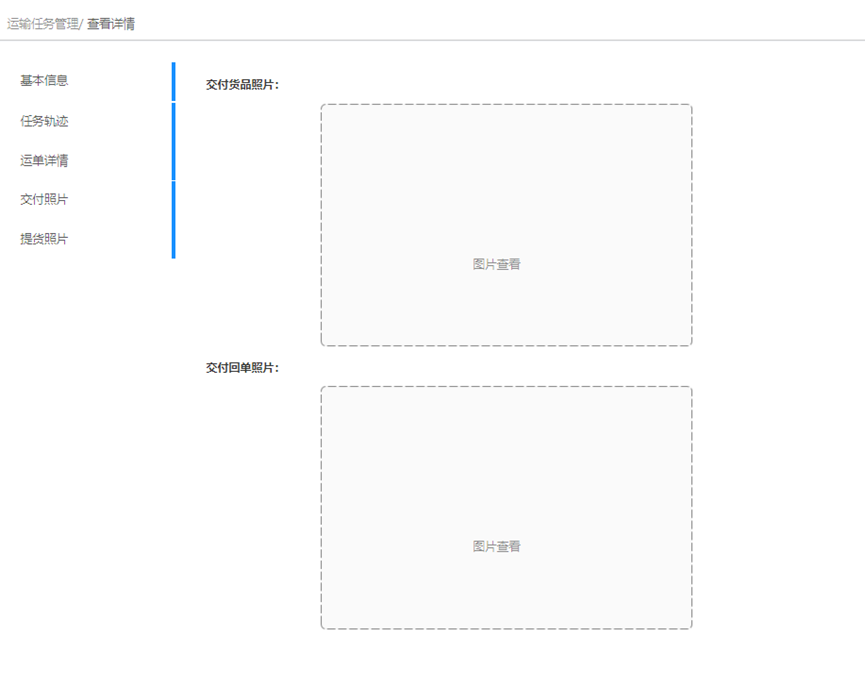 运输任务管理/ 查看详情
基本信息
任务轨迹
运单详情
交付照片
提货照片
交付货品照片：
图片查看
交付回单照片：
图片查看